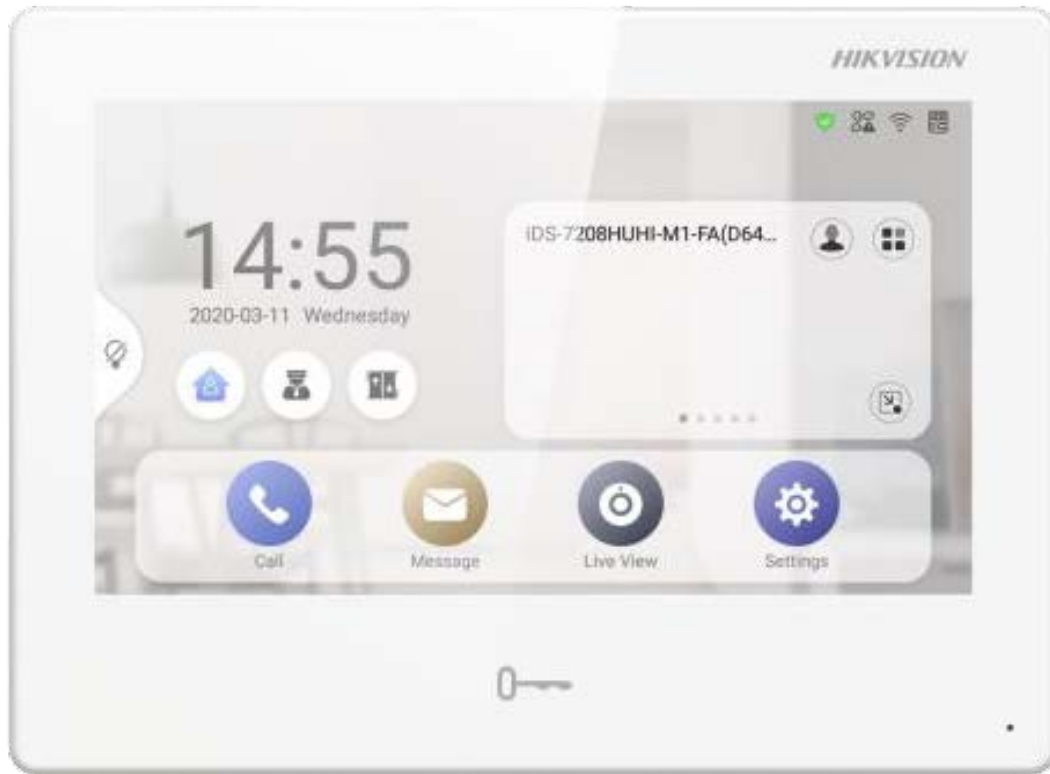 HIKVISION
14:55
2020-03-11 Wednesday
iDS-7208HUHI-M1-FA(D64...
Call
Message
Live View
Settings